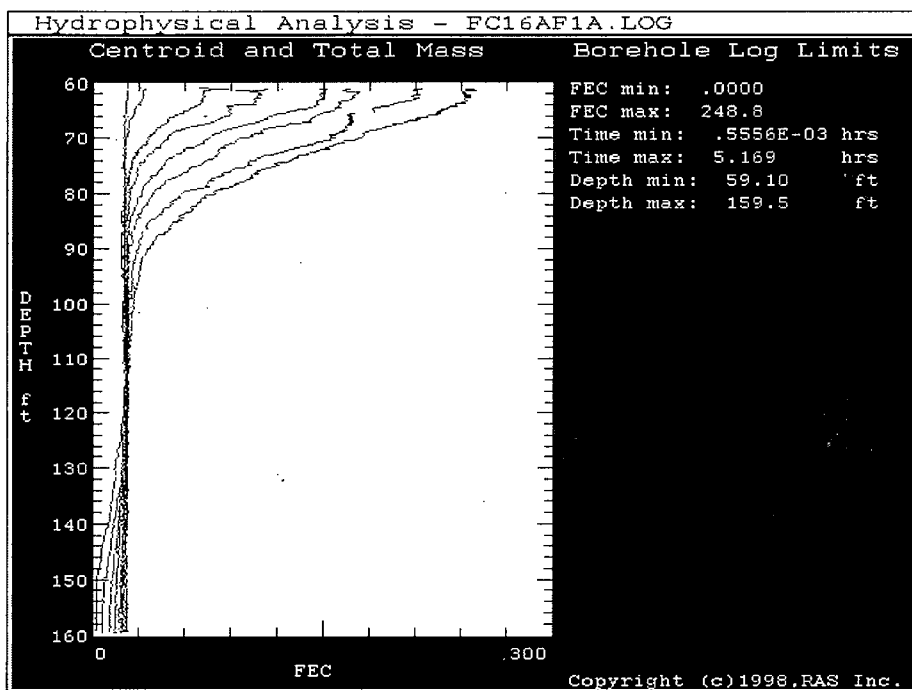 Hydrophysical Analysis - FC16AF1A.LOG
Centroid and Total Mass
Borehole Log Limits
FEC min: .0000
FEC max: 248.8
Time min: .5556E-03 hrs
Time max: 5.169 hrs
Depth min: 59.10 ft
Depth max: 159.5 ft
60
70
80
90
100
110
120
130
140
150
160
DEPTH ft
0
.300
FEC
Copyright (c)1998,RAS Inc.